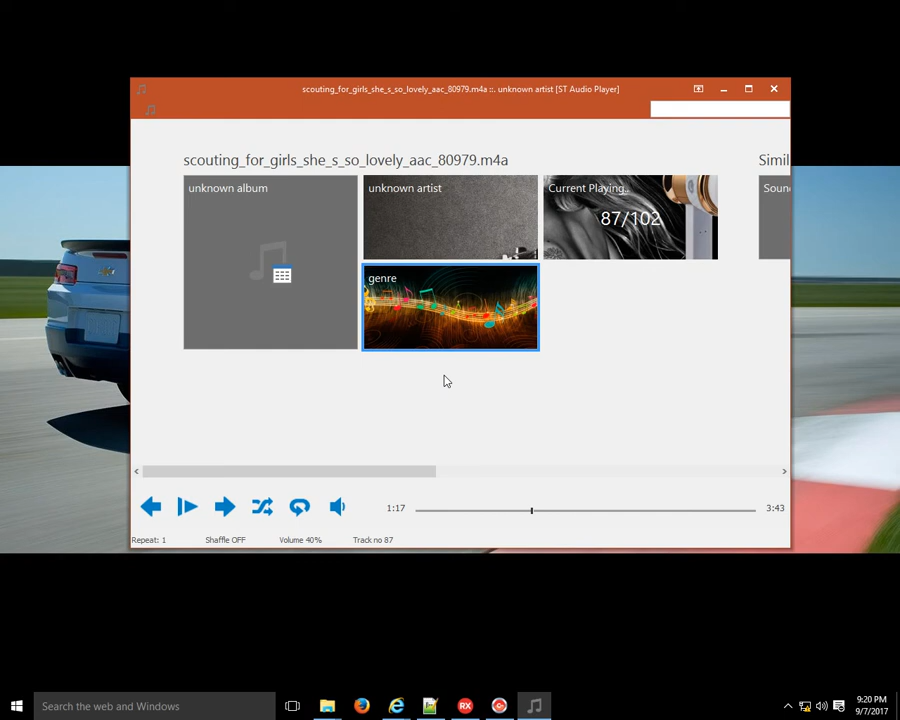 scouting_for_girls_she_s_so_lovely_aac_80979.m4a ::. unknown artist [ST Audio Player]
scouting_for_girls_she_s_so_lovely_aac_80979.m4a
Simil
unknown album
unknown artist
Current Playing..
Soun
87/102
genre
1:17
3:43
Repeat: 1
Shaffle OFF
Volume 40%
Track no 87
Search the web and Windows
RX
9:20 PM
9/7/2017